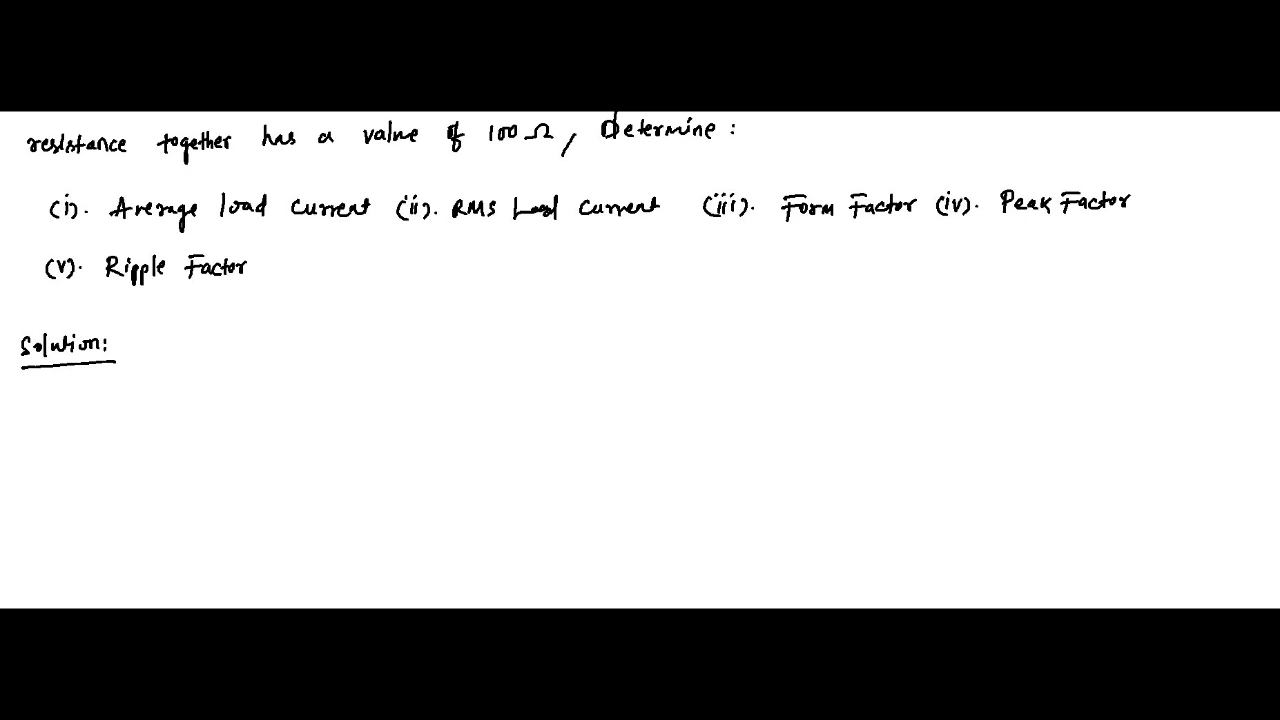 resistance together has a value of 100 Ω, Determine :
(i). Average load current (ii). RMS Load current (iii). Form Factor (iv). Peak Factor
(v). Ripple Factor
Solution: